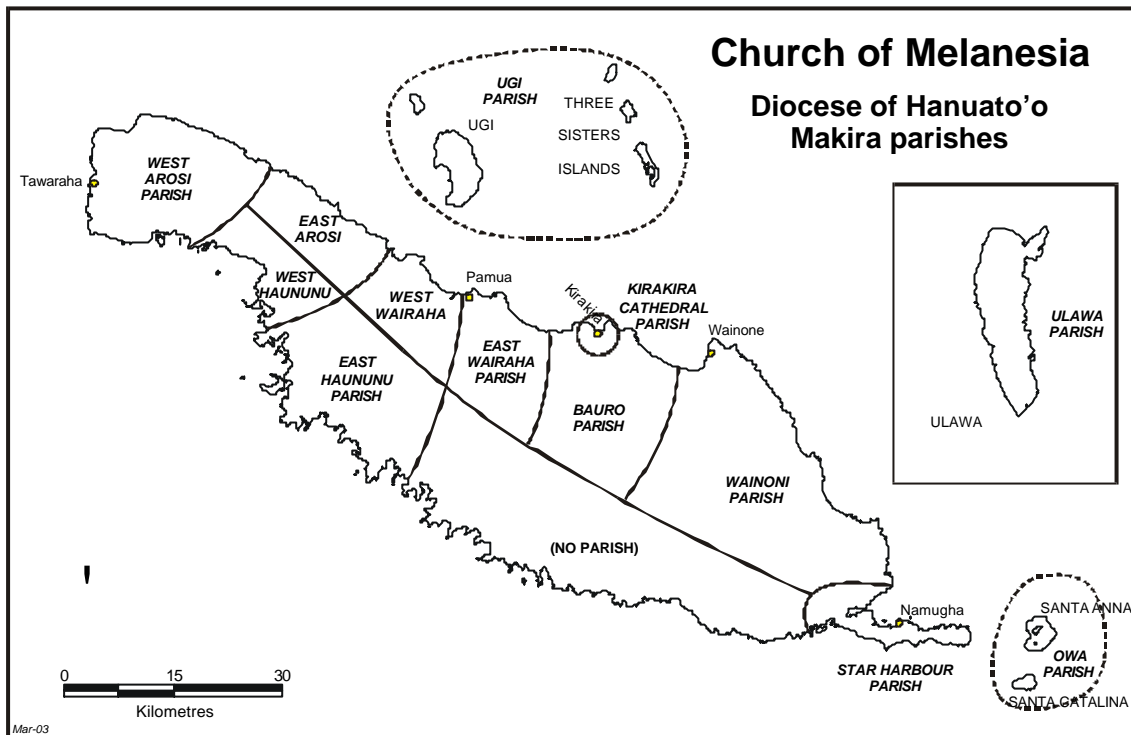 Church of Melanesia
Diocese of Hanuato'o
Makira parishes
UGI
PARISH
UGI
THREE
SISTERS
ISLANDS
WEST
AROSI
PARISH
Tawaraha
EAST
AROSI
WEST
HAUNUNU
WEST
WAIRAHA
Pamua
EAST
HAUNUNU
PARISH
EAST
WAIRAHA
PARISH
Kirakira
KIRAKIRA
CATHEDRAL
PARISH
Wainone
BAURO
PARISH
WAINONI
PARISH
ULAWA
PARISH
ULAWA
(NO PARISH)
Namugha
STAR HARBOUR
PARISH
SANTA ANNA
OWA
PARISH
SANTA CATALINA
0 15 30
Kilometres
Mar-03